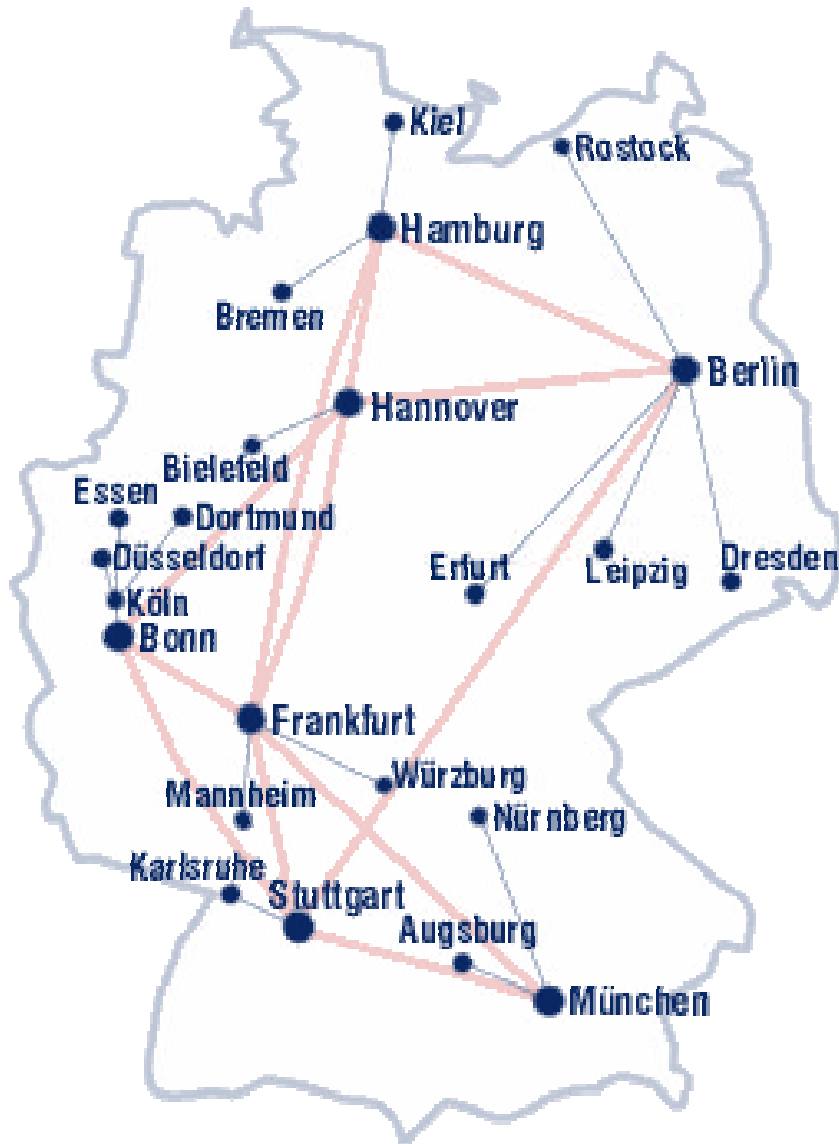 Kiel
Rostock
Hamburg
Bremen
Berlin
Hannover
Bielefeld
Essen
Dortmund
Düsseldorf
Erfurt
Leipzig
Dresden
Köln
Bonn
Frankfurt
Würzburg
Mannheim
Nürnberg
Karlsruhe
Stuttgart
Augsburg
München